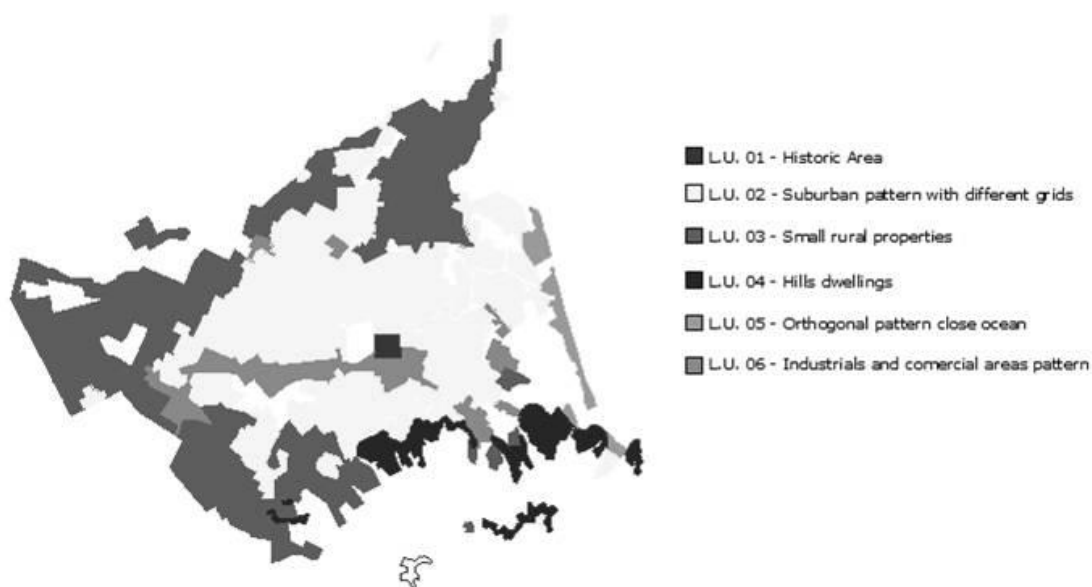 L.U. 01 - Historic Area
L.U. 02 - Suburban pattern with different grids
L.U. 03 - Small rural properties
L.U. 04 - Hills dwellings
L.U. 05 - Orthogonal pattern close ocean
L.U. 06 - Industrials and comercial areas pattern